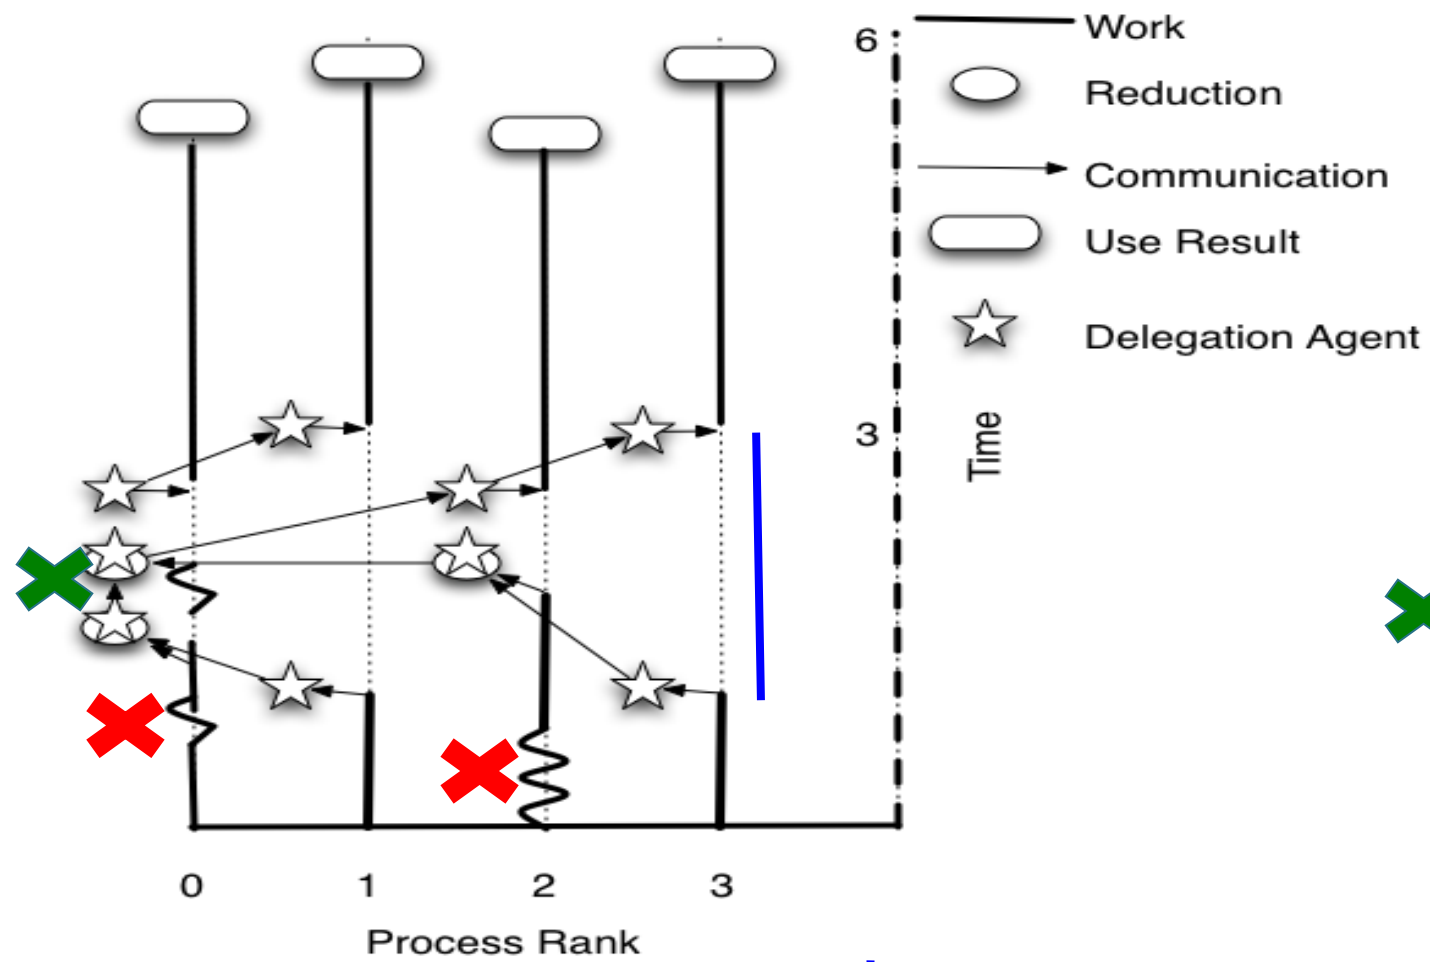 6
Work
Reduction
Communication
Use Result
Delegation Agent
3
Time
0 1 2 3
Process Rank